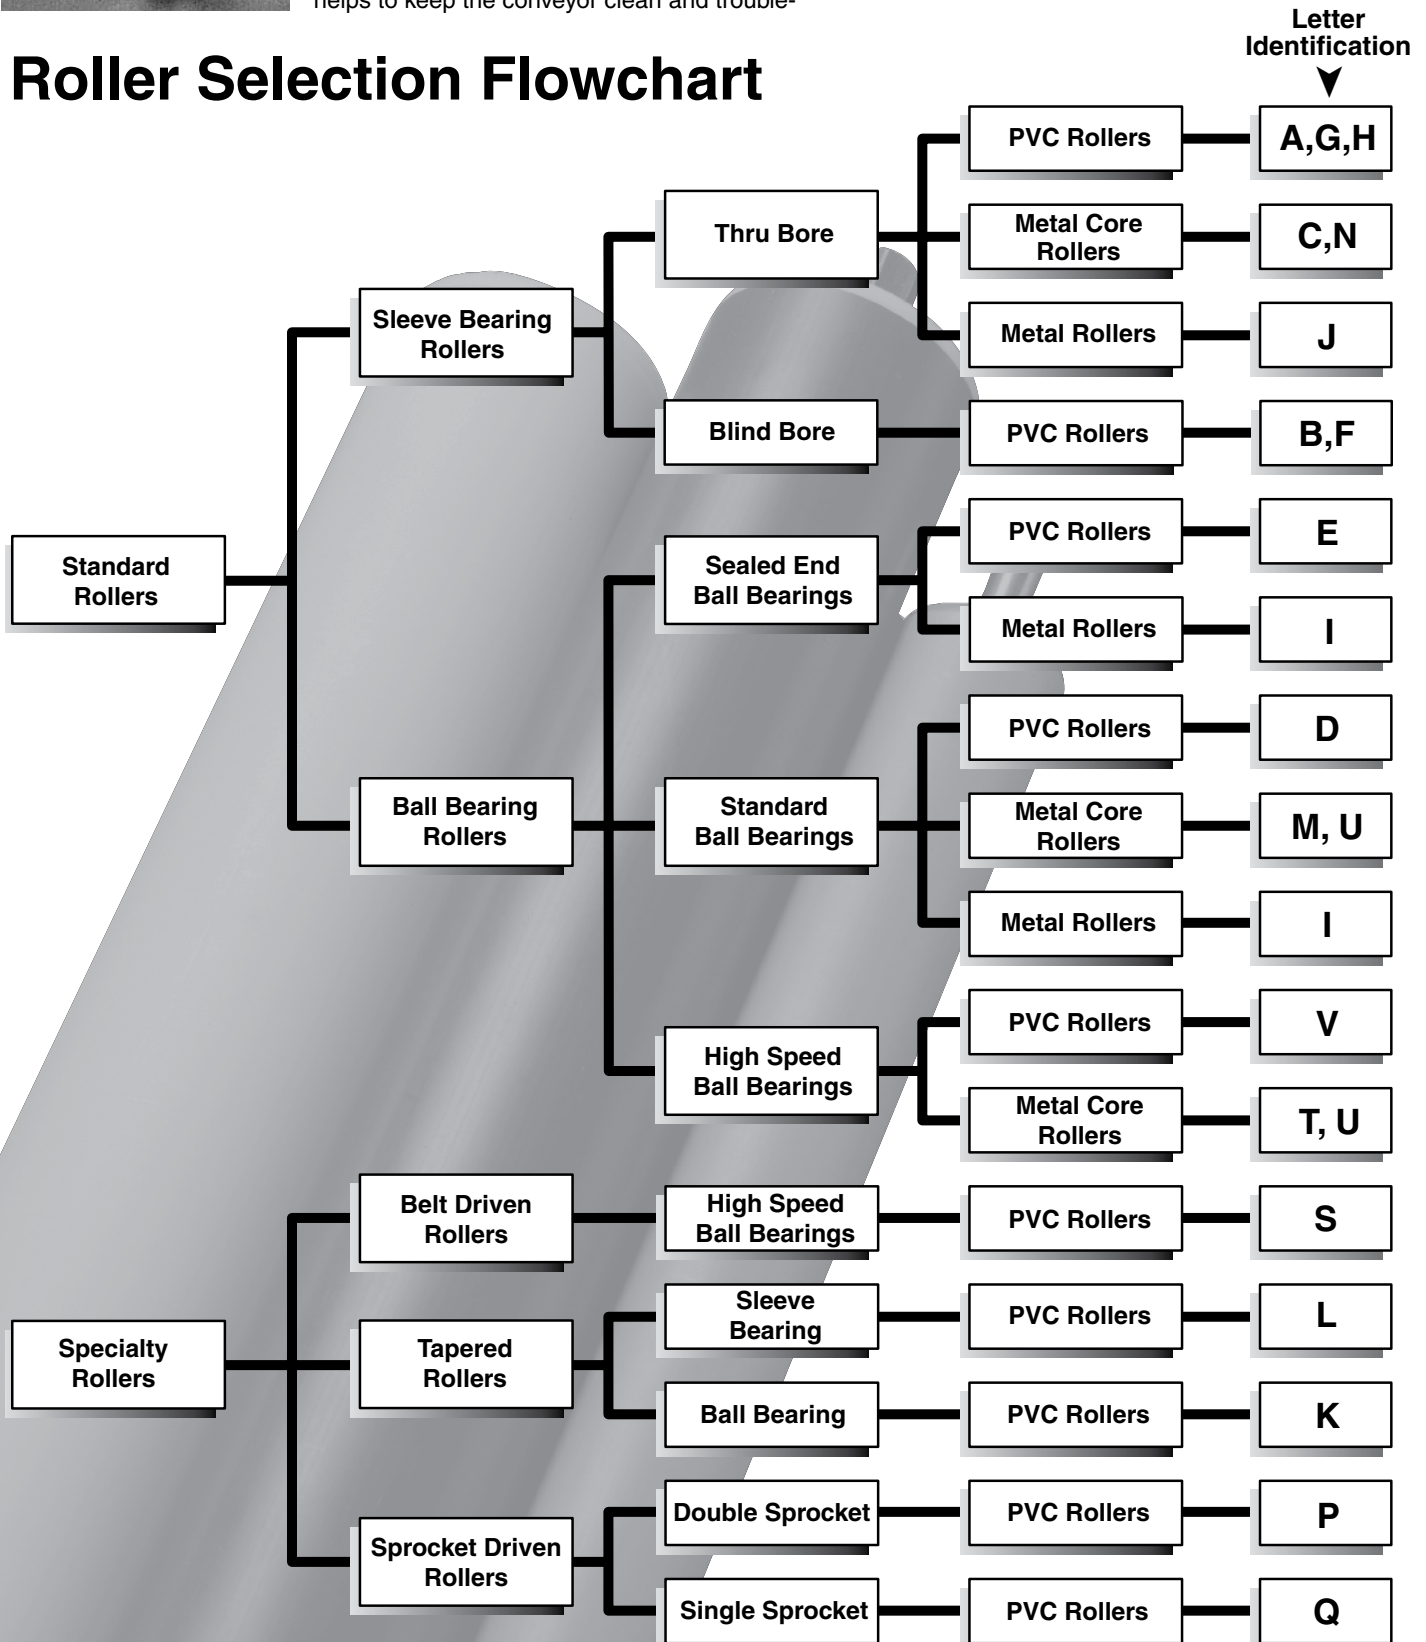 helps to keep the conveyor clean and trouble-
Roller Selection Flowchart
Letter
Identification
PVC Rollers
A,G,H
Thru Bore
Metal Core
Rollers
C,N
Sleeve Bearing
Rollers
Metal Rollers
J
Blind Bore
PVC Rollers
B,F
Standard
Rollers
Sealed End
Ball Bearings
PVC Rollers
E
Metal Rollers
I
Ball Bearing
Rollers
Standard
Ball Bearings
PVC Rollers
D
Metal Core
Rollers
M, U
Metal Rollers
I
High Speed
Ball Bearings
PVC Rollers
V
Metal Core
Rollers
T, U
Specialty
Rollers
Belt Driven
Rollers
High Speed
Ball Bearings
PVC Rollers
S
Tapered
Rollers
Sleeve
Bearing
PVC Rollers
L
Ball Bearing
PVC Rollers
K
Sprocket Driven
Rollers
Double Sprocket
PVC Rollers
P
Single Sprocket
PVC Rollers
Q